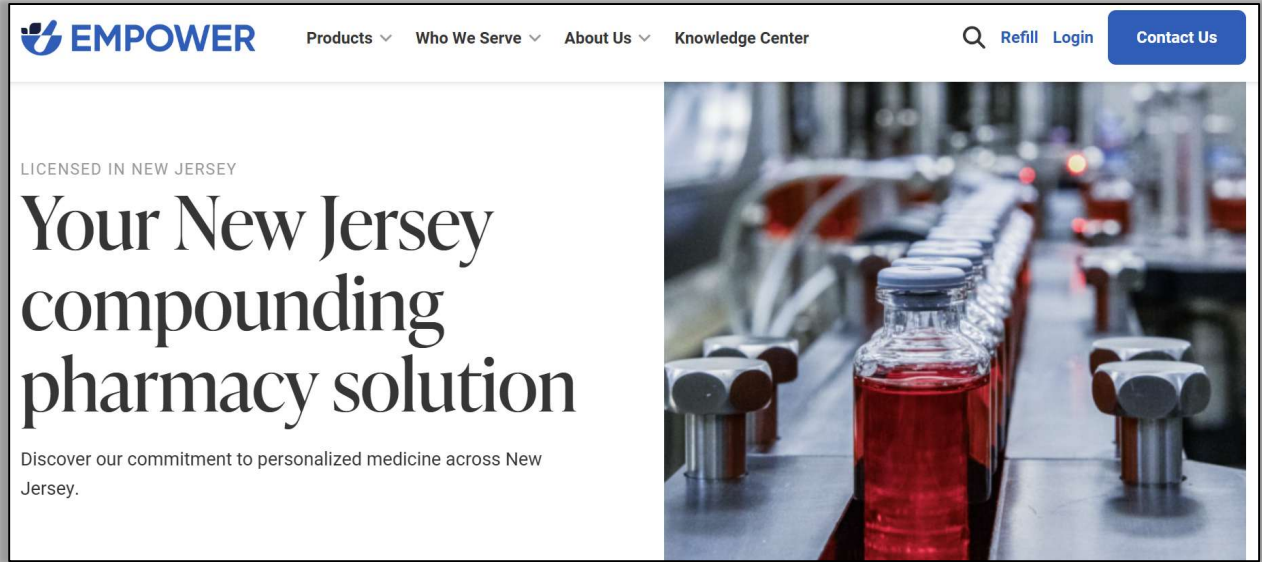 EMPOWER
Products
Who We Serve
About Us
Knowledge Center
Refill
Login
Contact Us
LICENSED IN NEW JERSEY
Your New Jersey
compounding
pharmacy solution
Discover our commitment to personalized medicine across New
Jersey.